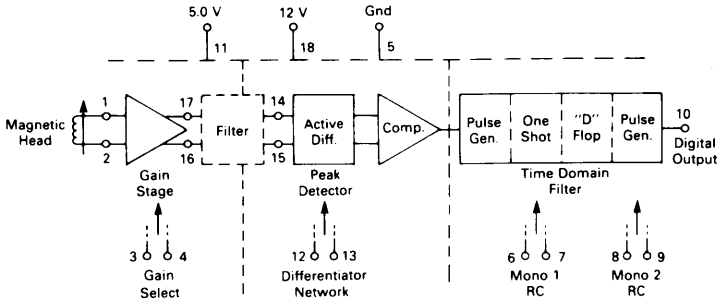 5.0 V
12 V
Gnd
11
18
5
1
17
14
10
Magnetic
Head
Filter
Active
Diff.
Comp.
Pulse
Gen.
One
Shot
"D"
Flop
Pulse
Gen.
Digital
Output
2
16
15
Gain
Stage
Peak
Detector
Time Domain
Filter
3
4
12
13
6
7
8
9
Gain
Select
Differentiator
Network
Mono 1
RC
Mono 2
RC